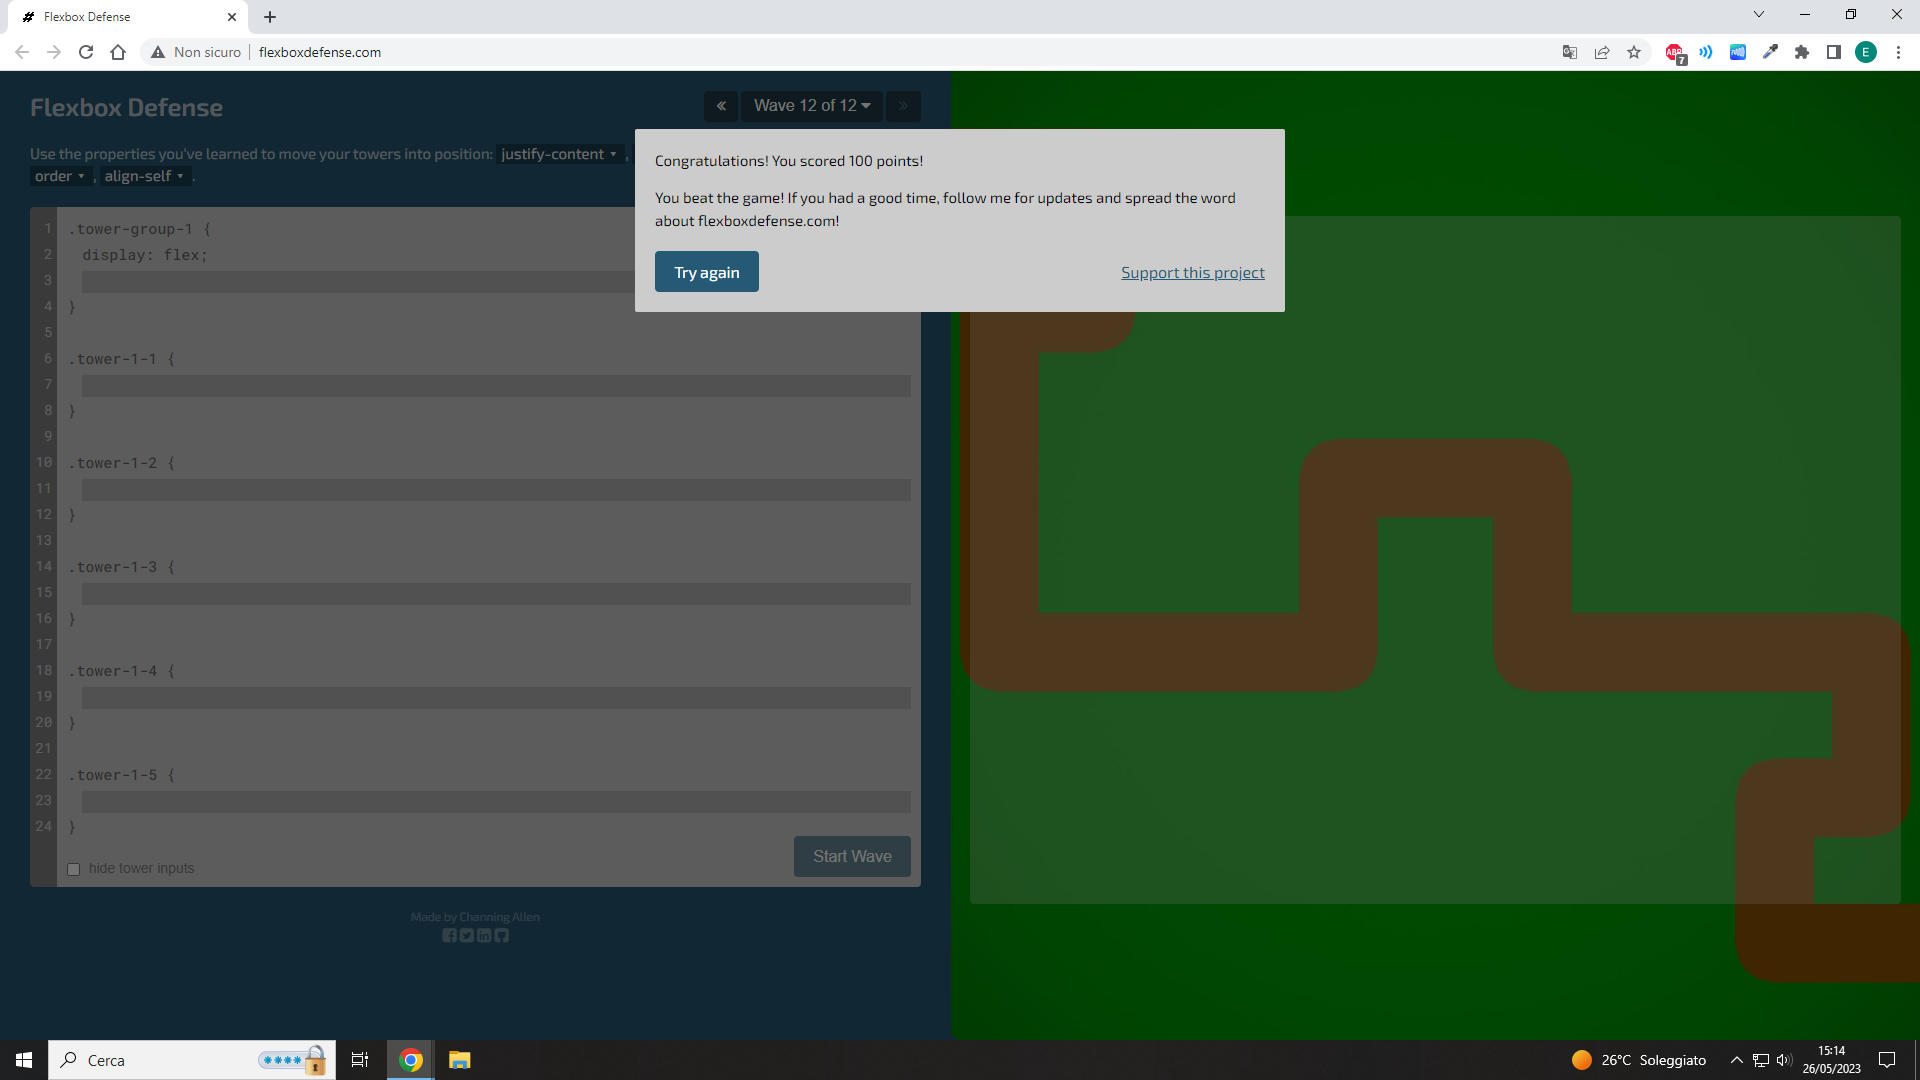 Flexbox Defense
Non sicuro
flexboxdefense.com
ABP
7
E
Flexbox Defense
« Wave 12 of 12 »
Use the properties you've learned to move your towers into position: justify-content ,
order , align-self .
Congratulations! You scored 100 points!
You beat the game! If you had a good time, follow me for updates and spread the word
about flexboxdefense.com!
Try again
Support this project
1 .tower-group-1 {
2 display: flex;
3
4 }
5
6 .tower-1-1 {
7
8 }
9
10 .tower-1-2 {
11
12 }
13
14 .tower-1-3 {
15
16 }
17
18 .tower-1-4 {
19
20 }
21
22 .tower-1-5 {
23
24 }
hide tower inputs
Start Wave
Made by Channing Allen
Cerca
26°C Soleggiato
15:14
26/05/2023